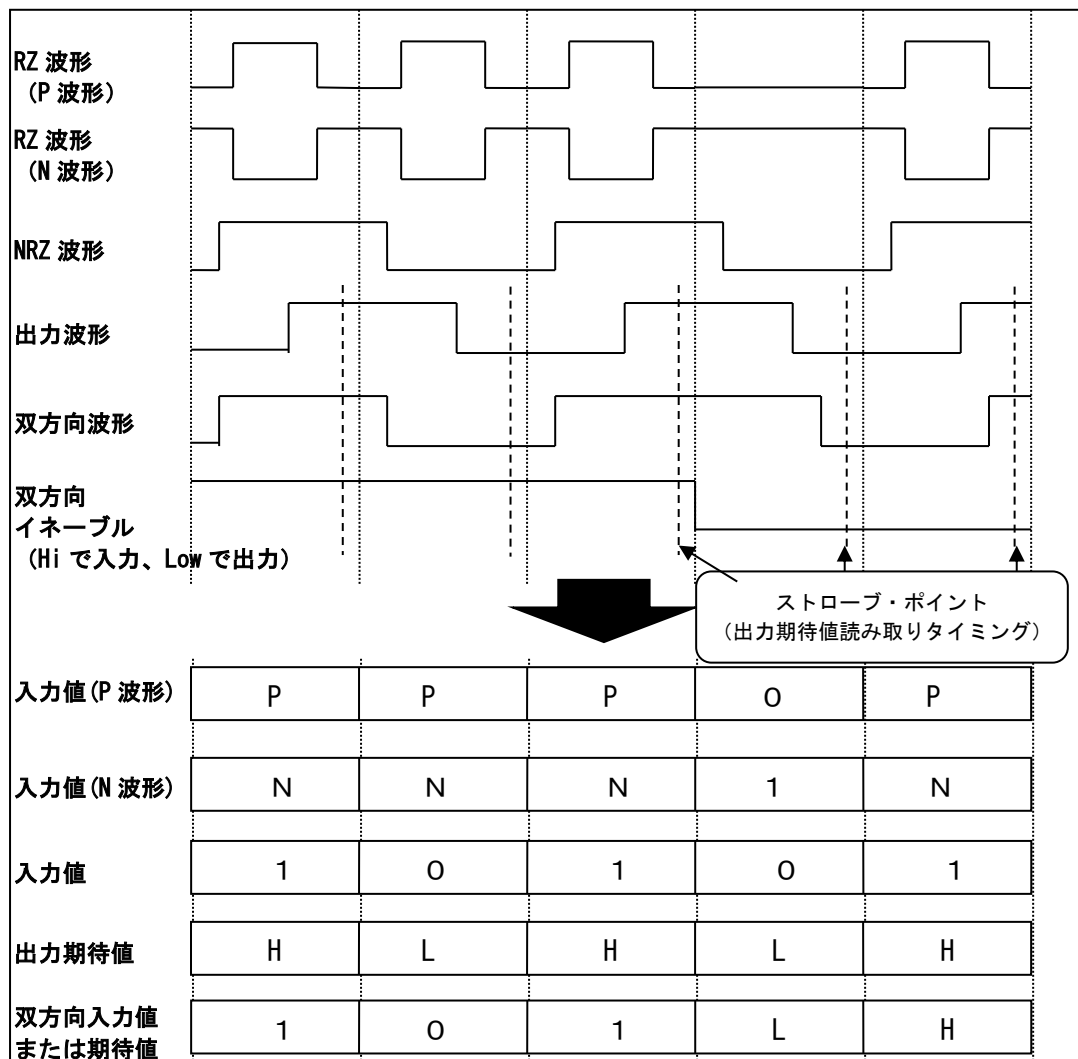 RZ 波形
（P 波形）
RZ 波形
（N 波形）
NRZ 波形
出力波形
双方向波形
双方向
イネーブル
（Hi で入力、Low で出力）
ストローブ・ポイント
（出力期待値読み取りタイミング）
入力値(P 波形) P P P 0 P
入力値(N 波形) N N N 1 N
入力値 1 0 1 0 1
出力期待値 H L H L H
双方向入力値
または期待値 1 0 1 L H